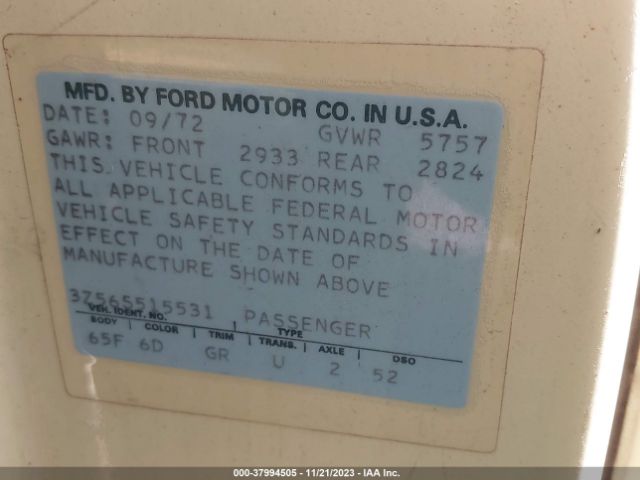 MFD. BY FORD MOTOR CO. IN U.S.A.
DATE: 09/72 GVWR 5757
GAWR: FRONT 2933 REAR 2824
THIS VEHICLE CONFORMS TO
ALL APPLICABLE FEDERAL MOTOR
VEHICLE SAFETY STANDARDS IN
EFFECT ON THE DATE OF
MANUFACTURE SHOWN ABOVE
3Z56S515531 PASSENGER
VEH. IDENT. NO. TYPE
BODY COLOR TRIM TRANS. AXLE DSO
65F 6D GR U 2 52
000-37994505 - 11/21/2023 - IAA Inc.